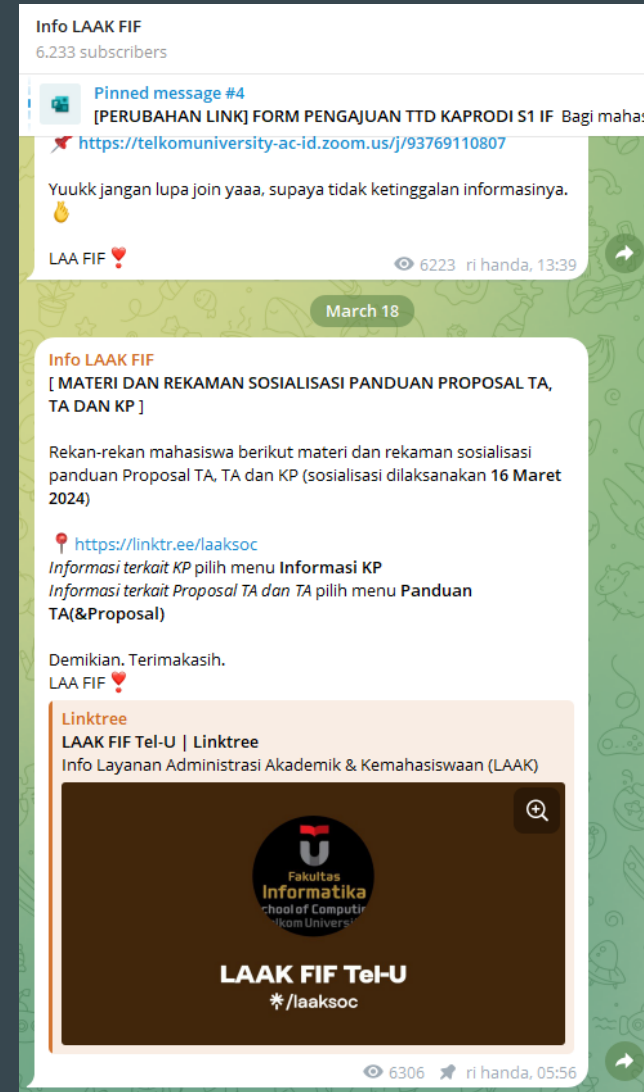 Info LAAK FIF
6.233 subscribers
Pinned message #4
[PERUBAHAN LINK] FORM PENGAJUAN TTD KAPRODI S1 IF Bagi mahas
https://telkomuniversity-ac-id.zoom.us/j/93769110807
Yuukk jangan lupa join yaaa, supaya tidak ketinggalan informasinya.
🫰
LAA FIF ❣️
6223 ri handa, 13:39
March 18
Info LAAK FIF
[ MATERI DAN REKAMAN SOSIALISASI PANDUAN PROPOSAL TA,
TA DAN KP ]
Rekan-rekan mahasiswa berikut materi dan rekaman sosialisasi
panduan Proposal TA, TA dan KP (sosialisasi dilaksanakan 16 Maret
2024)
📍 https://linktr.ee/laaksoc
Informasi terkait KP pilih menu Informasi KP
Informasi terkait Proposal TA dan TA pilih menu Panduan
TA(&Proposal)
Demikian. Terimakasih.
LAA FIF ❣️
Linktree
LAAK FIF Tel-U | Linktree
Info Layanan Administrasi Akademik & Kemahasiswaan (LAAK)
U
Fakultas
Informatika
chool of Computi
lkom Universi
LAAK FIF Tel-U
/laaksoc
6306 ri handa, 05:56